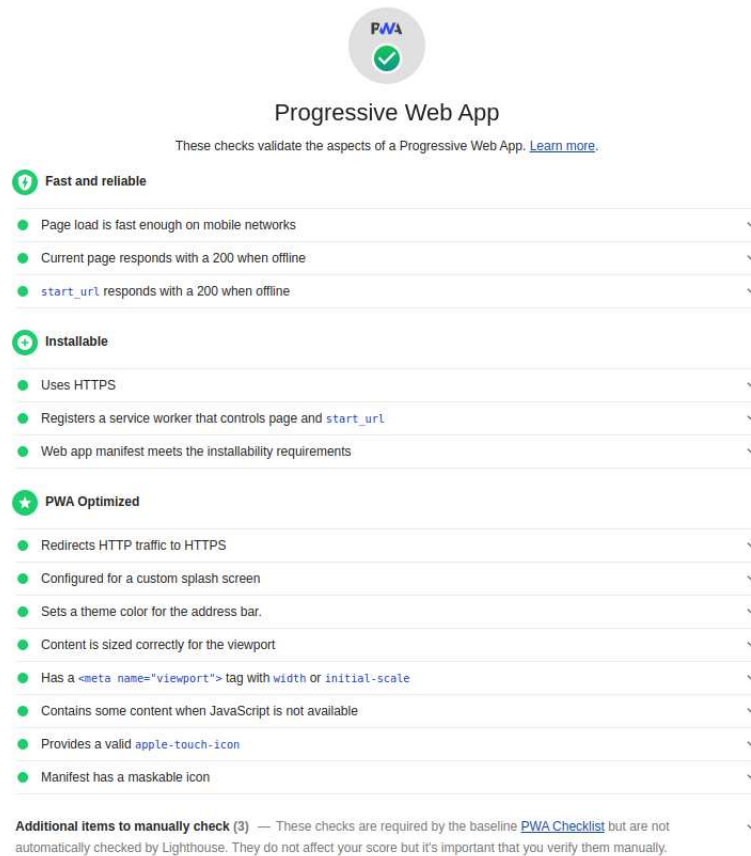 PWA
Progressive Web App
These checks validate the aspects of a Progressive Web App. Learn more.
Fast and reliable
Page load is fast enough on mobile networks
Current page responds with a 200 when offline
start_url responds with a 200 when offline
Installable
Uses HTTPS
Registers a service worker that controls page and start_url
Web app manifest meets the installability requirements
PWA Optimized
Redirects HTTP traffic to HTTPS
Configured for a custom splash screen
Sets a theme color for the address bar.
Content is sized correctly for the viewport
Has a <meta name="viewport"> tag with width or initial-scale
Contains some content when JavaScript is not available
Provides a valid apple-touch-icon
Manifest has a maskable icon
Additional items to manually check (3) — These checks are required by the baseline PWA Checklist but are not
automatically checked by Lighthouse. They do not affect your score but it's important that you verify them manually.